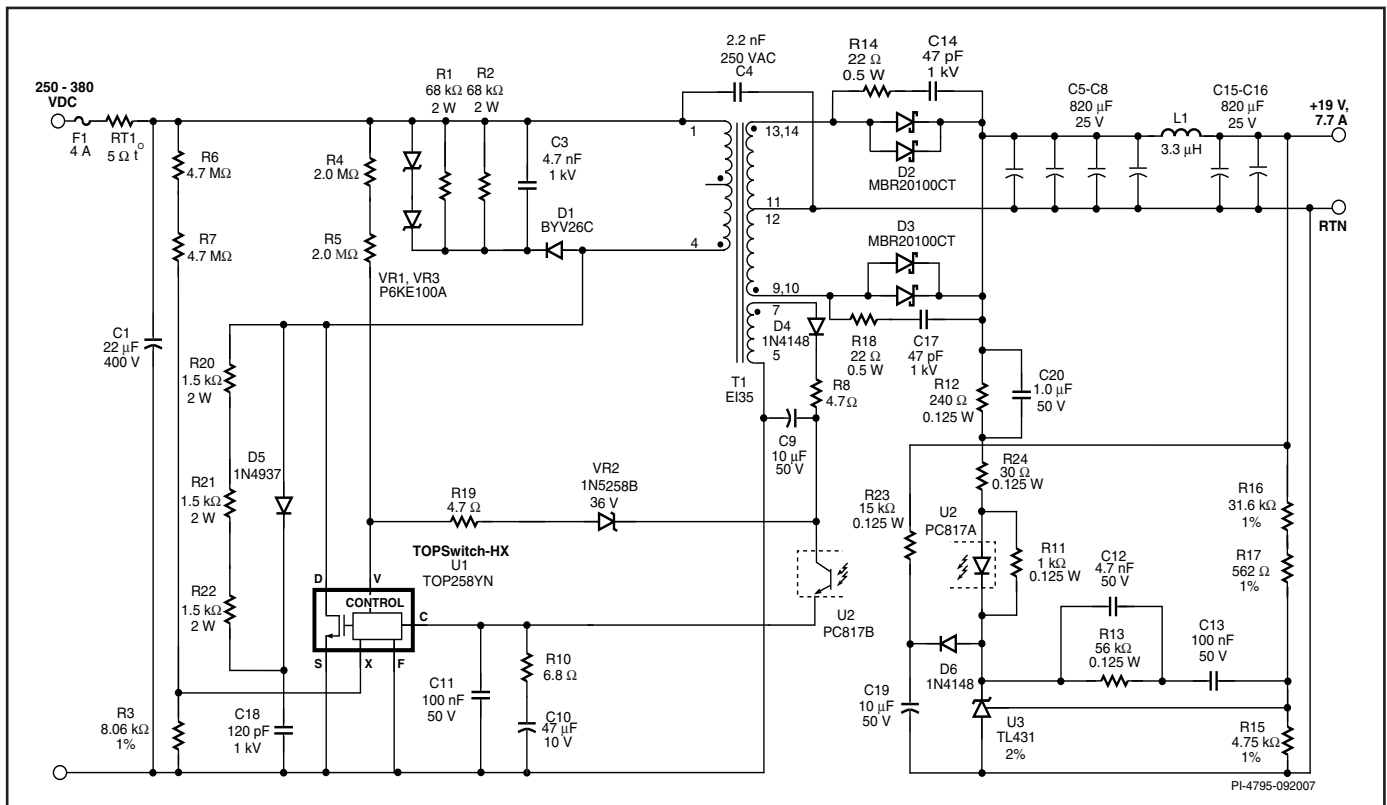 250 - 380
VDC
F1
4 A
RT1
5 Ω
t
o
C1
22 µF
400 V
R6
4.7 MΩ
R7
4.7 MΩ
R3
8.06 kΩ
1%
R4
2.0 MΩ
R5
2.0 MΩ
VR1, VR3
P6KE100A
R1
68 kΩ
2 W
R2
68 kΩ
2 W
C3
4.7 nF
1 kV
D1
BYV26C
R20
1.5 kΩ
2 W
R21
1.5 kΩ
2 W
R22
1.5 kΩ
2 W
D5
1N4937
C18
120 pF
1 kV
2.2 nF
250 VAC
C4
1
4
T1
EI35
13,14
11
12
9,10
7
5
R14
22 Ω
0.5 W
C14
47 pF
1 kV
D2
MBR20100CT
D3
MBR20100CT
D4
1N4148
R18
22 Ω
0.5 W
C17
47 pF
1 kV
R8
4.7 Ω
C9
10 µF
50 V
C5-C8
820 µF
25 V
L1
3.3 µH
C15-C16
820 µF
25 V
+19 V,
7.7 A
RTN
R12
240 Ω
0.125 W
C20
1.0 µF
50 V
R24
30 Ω
0.125 W
R19
4.7 Ω
VR2
1N5258B
36 V
TOPSwitch-HX
U1
TOP258YN
D
V
CONTROL
C
S
X
F
C11
100 nF
50 V
R10
6.8 Ω
C10
47 µF
10 V
U2
PC817B
R23
15 kΩ
0.125 W
U2
PC817A
R11
1 kΩ
0.125 W
C12
4.7 nF
50 V
R13
56 kΩ
0.125 W
C13
100 nF
50 V
R16
31.6 kΩ
1%
R17
562 Ω
1%
D6
1N4148
C19
10 µF
50 V
U3
TL431
2%
R15
4.75 kΩ
1%
PI-4795-092007